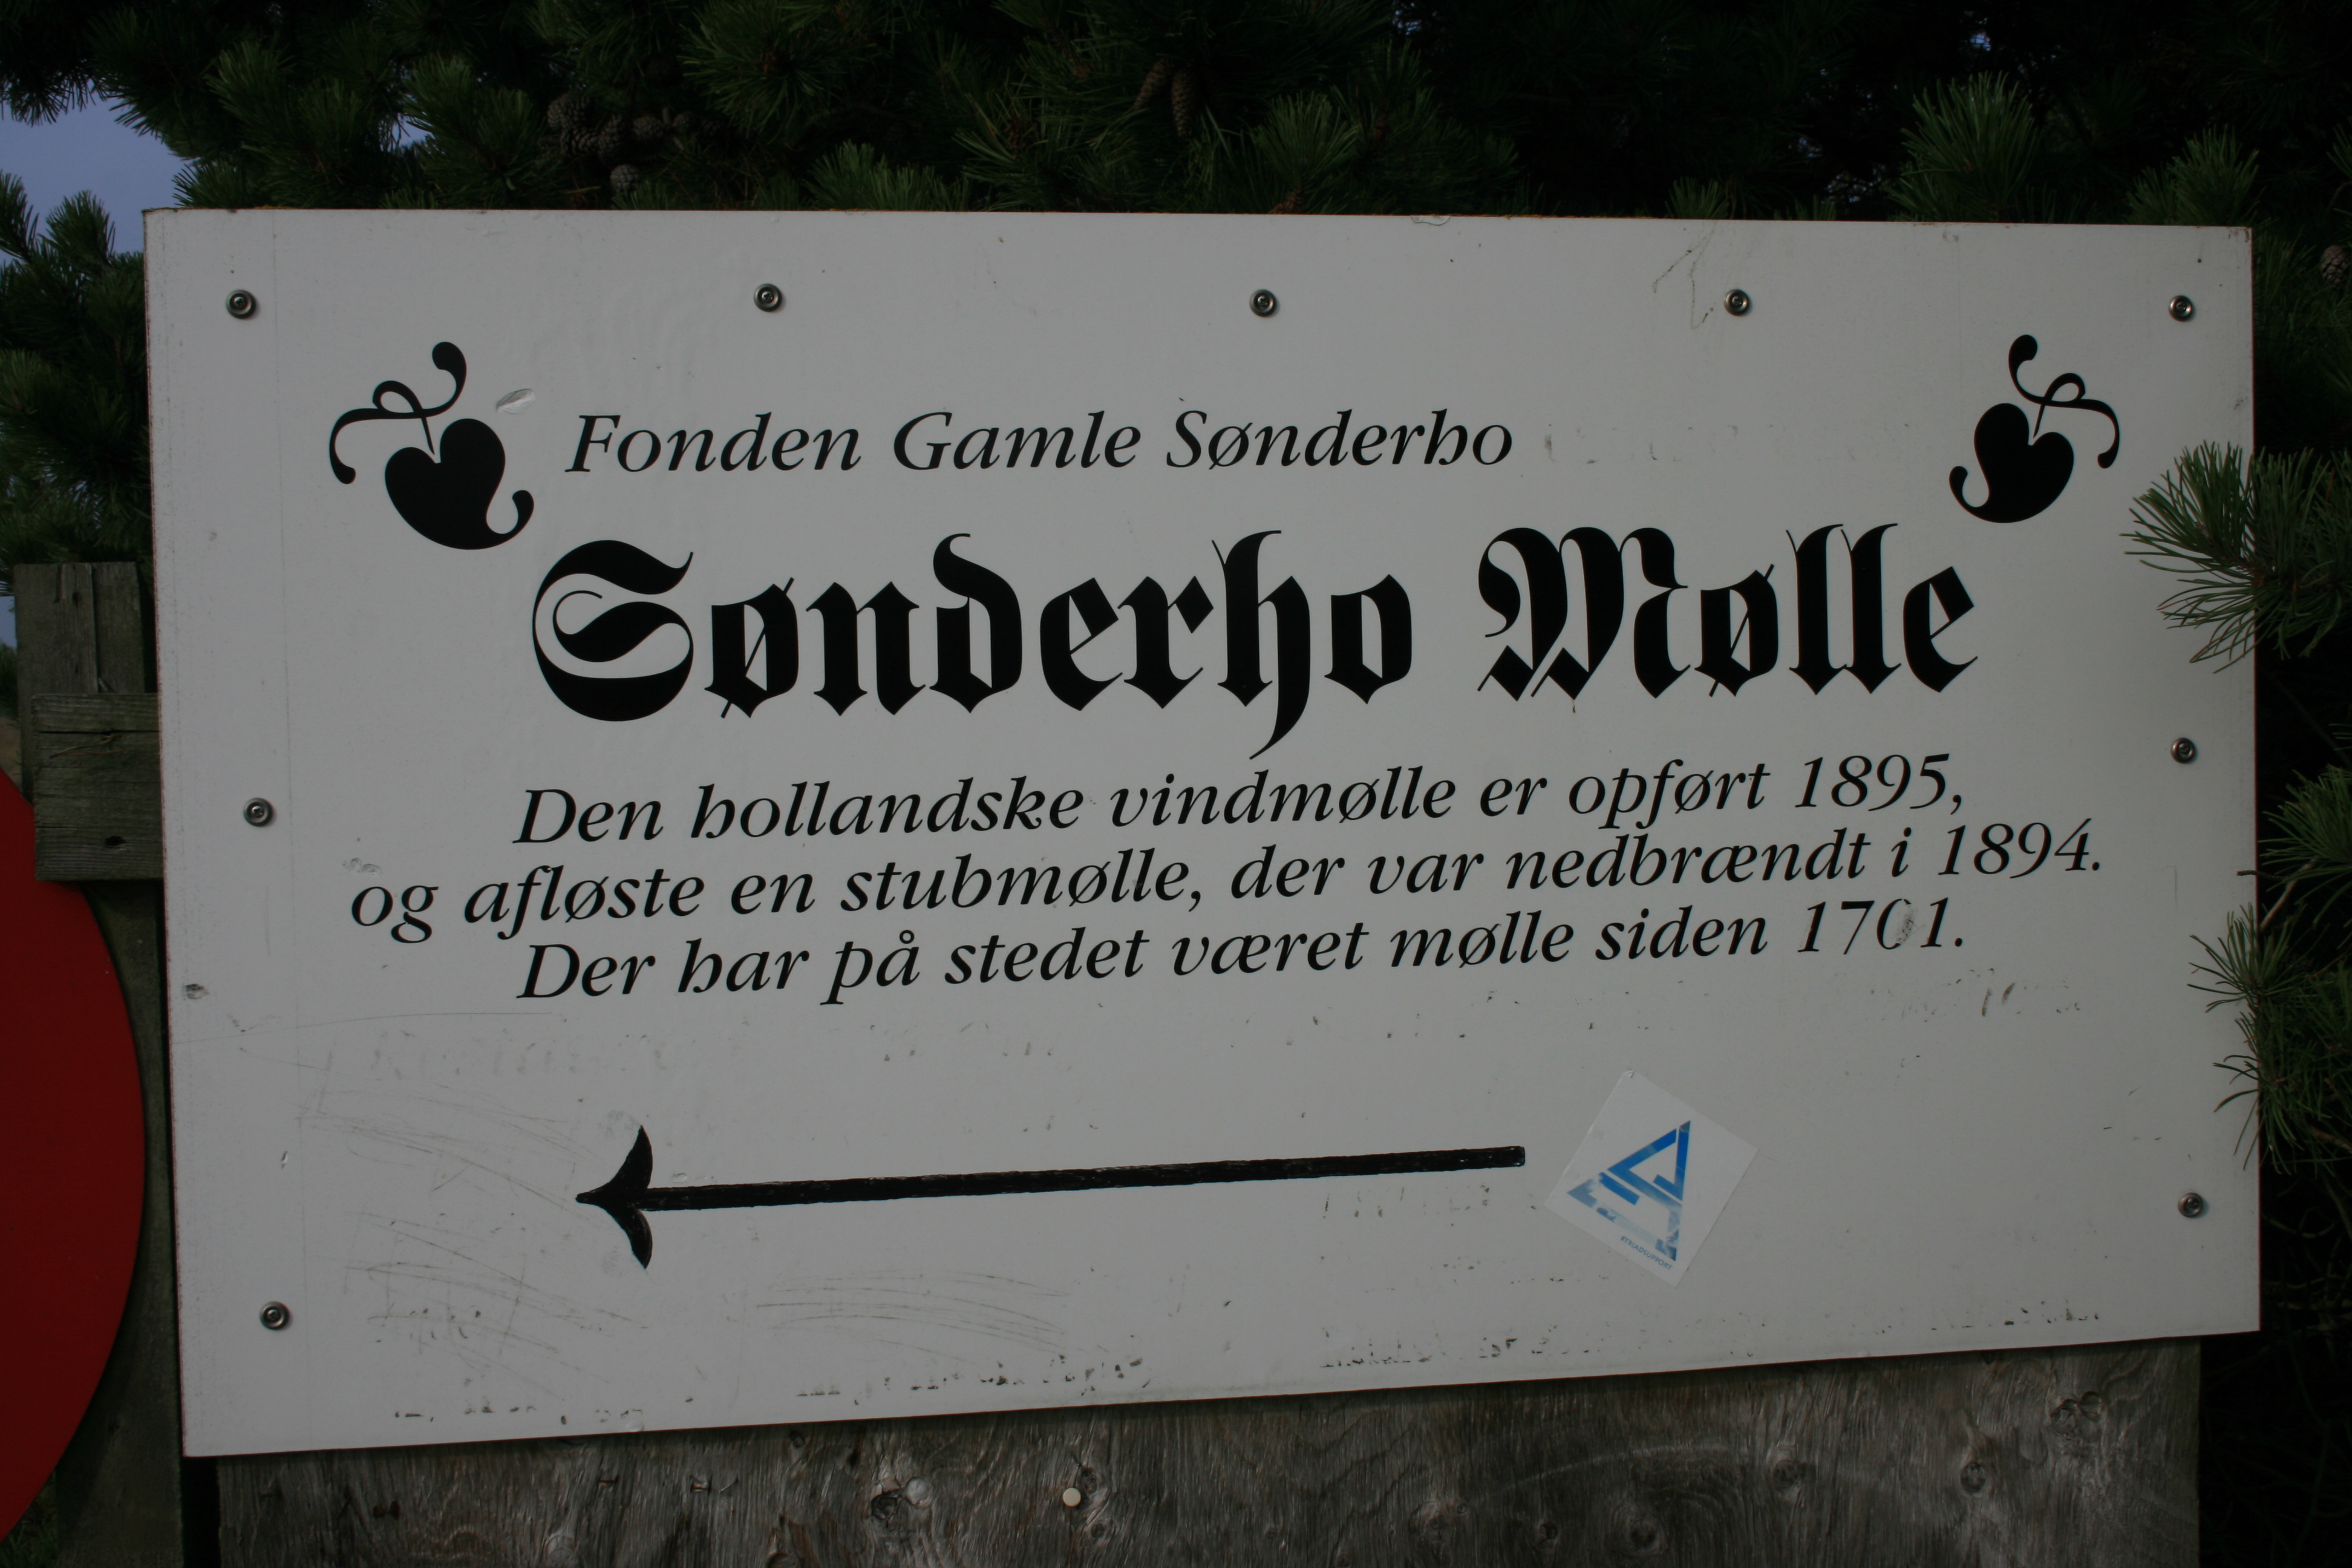 Fonden Gamle Sønderho
Sønderho Mølle
Den hollandske vindmølle er opført 1895,
og afløste en stubmølle, der var nedbrændt i 1894.
Der har på stedet været mølle siden 1701.
#TRIADSUPPORT